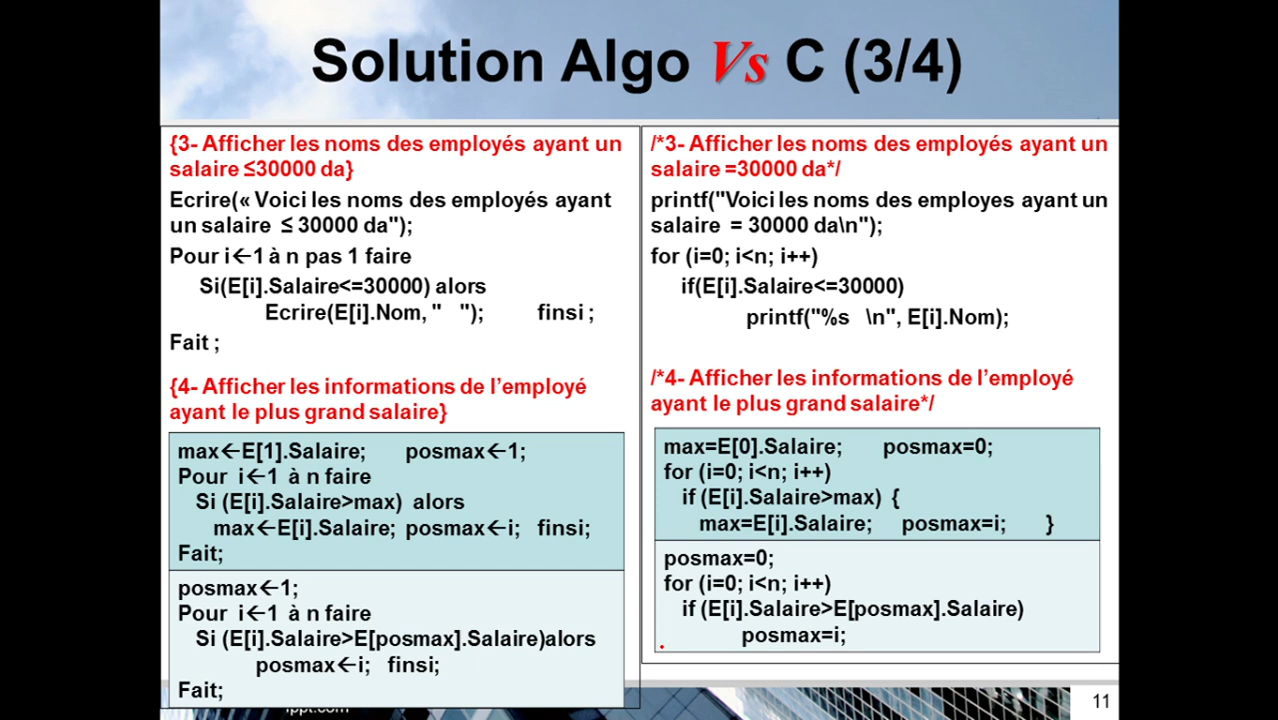 Solution Algo Vs C (3/4)
{3- Afficher les noms des employés ayant un
salaire ≤30000 da}
Ecrire(« Voici les noms des employés ayant
un salaire ≤ 30000 da");
Pour i←1 à n pas 1 faire
Si(E[i].Salaire<=30000) alors
Ecrire(E[i].Nom, "  "); finsi ;
Fait ;
{4- Afficher les informations de l’employé
ayant le plus grand salaire}
max←E[1].Salaire; posmax←1;
Pour i←1 à n faire
Si (E[i].Salaire>max) alors
max←E[i].Salaire; posmax←i; finsi;
Fait;
posmax←1;
Pour i←1 à n faire
Si (E[i].Salaire>E[posmax].Salaire)alors
posmax←i; finsi;
Fait;
/*3- Afficher les noms des employés ayant un
salaire =30000 da*/
printf("Voici les noms des employes ayant un
salaire = 30000 da\n");
for (i=0; i<n; i++)
if(E[i].Salaire<=30000)
printf("%s \n", E[i].Nom);
/*4- Afficher les informations de l’employé
ayant le plus grand salaire*/
max=E[0].Salaire; posmax=0;
for (i=0; i<n; i++)
if (E[i].Salaire>max) {
max=E[i].Salaire; posmax=i; }
posmax=0;
for (i=0; i<n; i++)
if (E[i].Salaire>E[posmax].Salaire)
posmax=i;
11